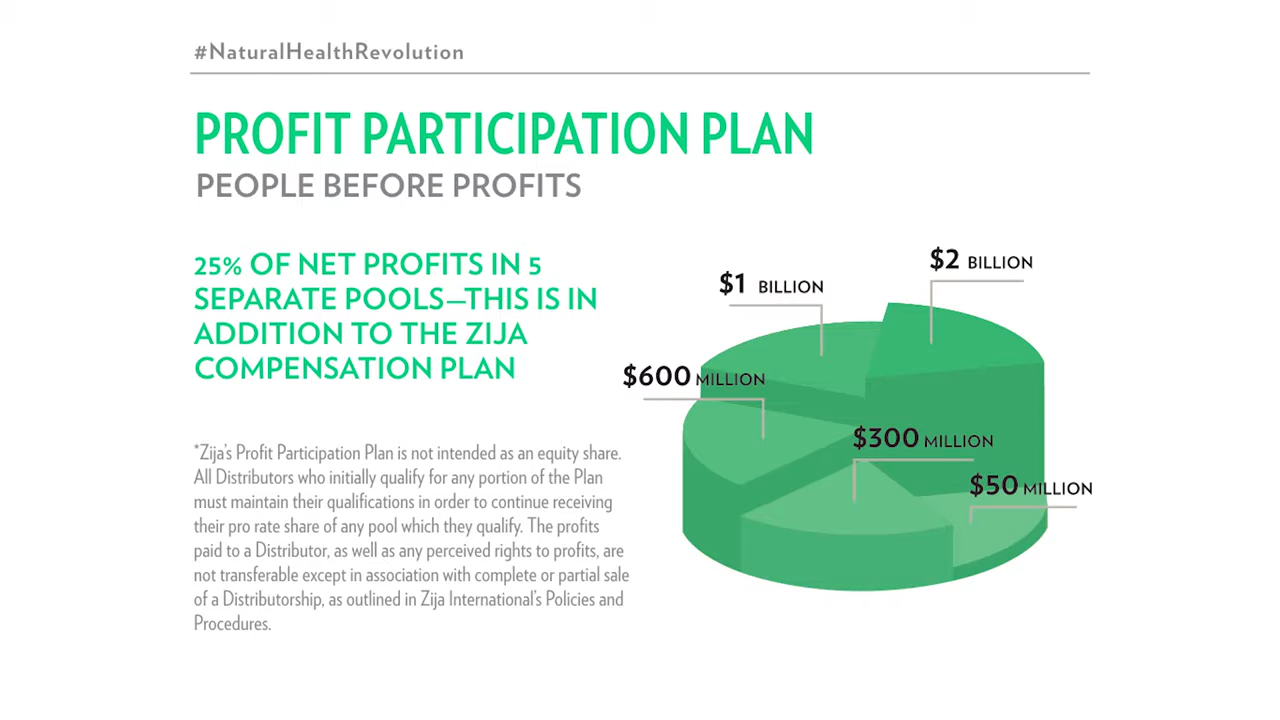 #NaturalHealthRevolution
PROFIT PARTICIPATION PLAN
PEOPLE BEFORE PROFITS
25% OF NET PROFITS IN 5
SEPARATE POOLS—THIS IS IN
ADDITION TO THE ZIJA
COMPENSATION PLAN
*Zija's Profit Participation Plan is not intended as an equity share.
All Distributors who initially qualify for any portion of the Plan
must maintain their qualifications in order to continue receiving
their pro rate share of any pool which they qualify. The profits
paid to a Distributor, as well as any perceived rights to profits, are
not transferable except in association with complete or partial sale
of a Distributorship, as outlined in Zija International's Policies and
Procedures.
$2 BILLION
$1 BILLION
$600 MILLION
$300 MILLION
$50 MILLION